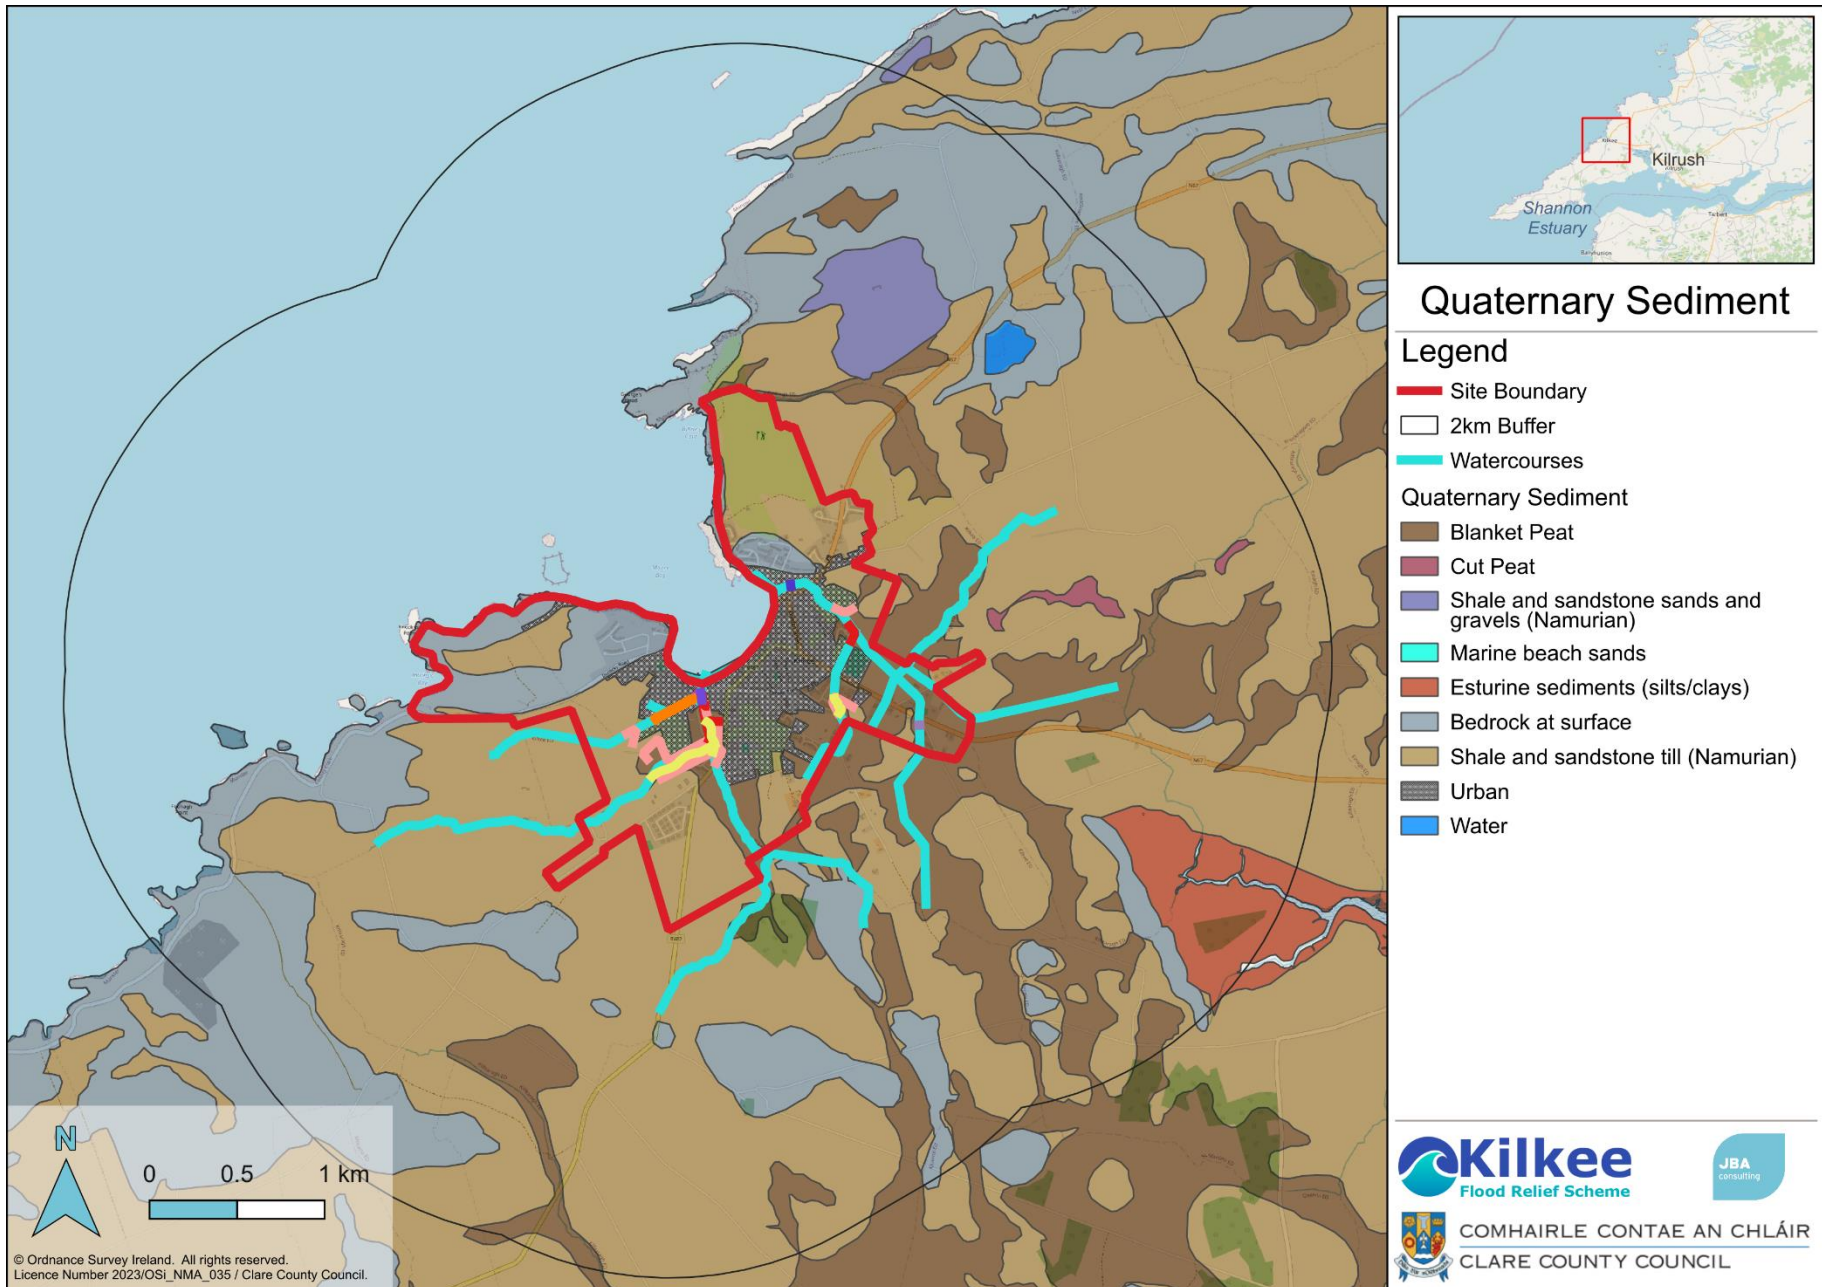 Kilrush
Shannon
Estuary
Quaternary Sediment
Legend
Site Boundary
2km Buffer
Watercourses
Quaternary Sediment
Blanket Peat
Cut Peat
Shale and sandstone sands and
gravels (Namurian)
Marine beach sands
Esturine sediments (silts/clays)
Bedrock at surface
Shale and sandstone till (Namurian)
Urban
Water
N67
N67
N67
N
0 0.5 1 km
© Ordnance Survey Ireland. All rights reserved.
Licence Number 2023/OSi_NMA_035 / Clare County Council.
Kilkee
Flood Relief Scheme
JBA
consulting
COMHAIRLE CONTAE AN CHLÁIR
CLARE COUNTY COUNCIL